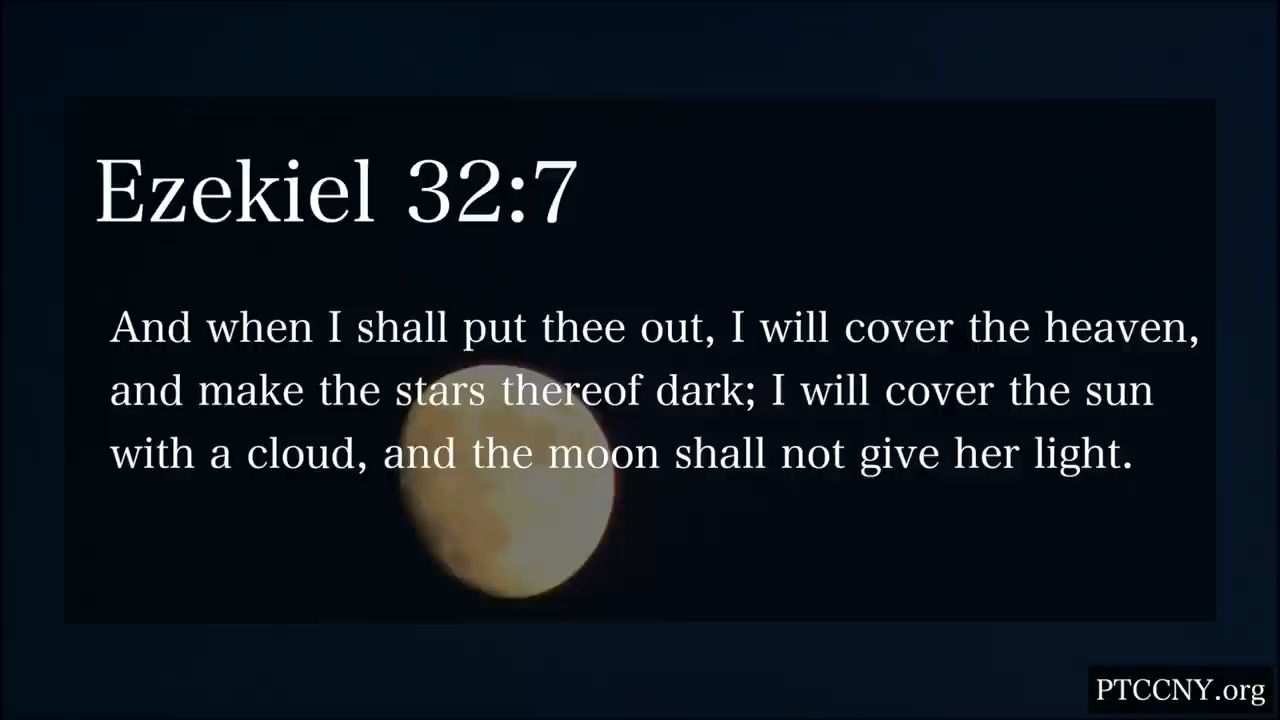 Ezekiel 32:7
And when I shall put thee out, I will cover the heaven,
and make the stars thereof dark; I will cover the sun
with a cloud, and the moon shall not give her light.
PTCCNY.org